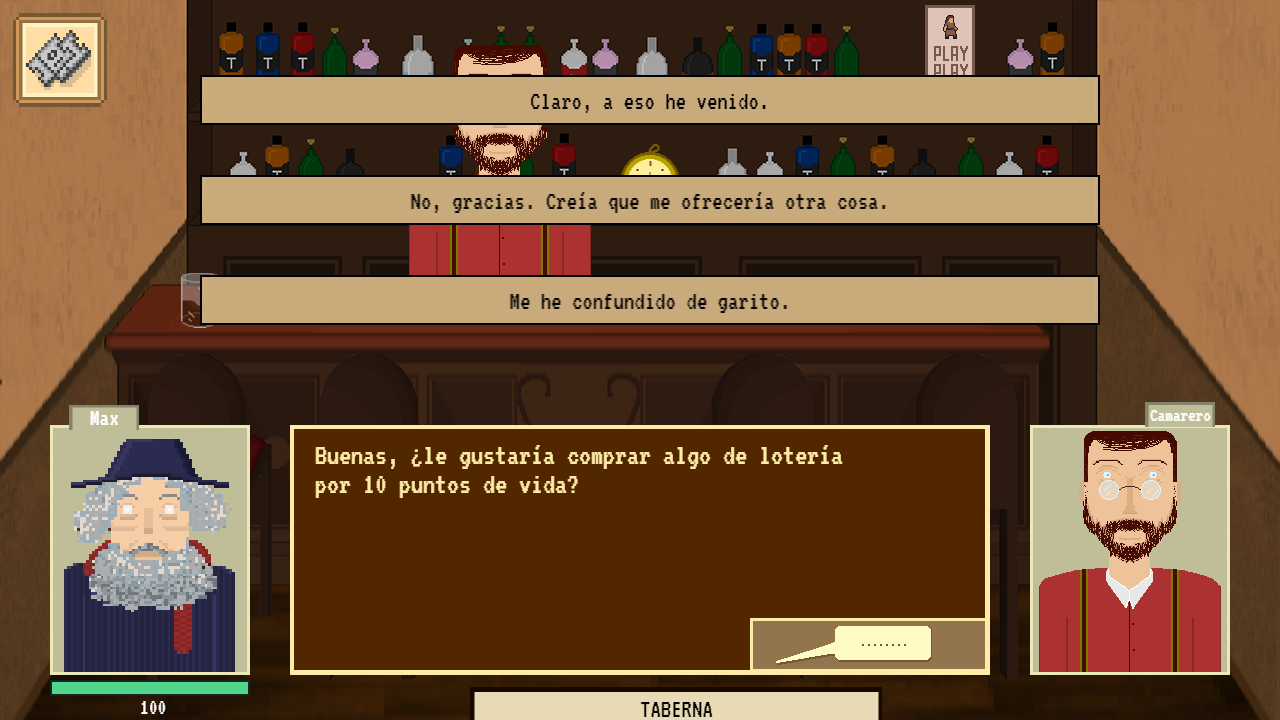 PLAY
PLAY
T
T
T
T
T
T
T
Claro, a eso he venido.
T
T
T
T
T
T
No, gracias. Creía que me ofrecería otra cosa.
Me he confundido de garito.
Max
Camarero
Buenas, ¿le gustaría comprar algo de lotería
por 10 puntos de vida?
........
100
TABERNA